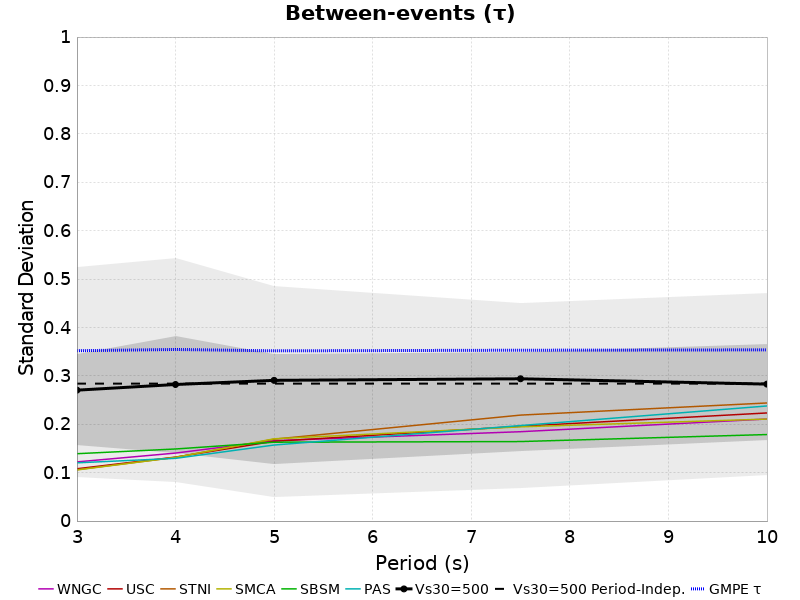 Between-events (τ)
Standard Deviation
1
0.9
0.8
0.7
0.6
0.5
0.4
0.3
0.2
0.1
0
3 4 5 6 7 8 9 10
Period (s)
WNGC USC STNI SMCA SBSM PAS Vs30=500 Vs30=500 Period-Indep. GMPE τ